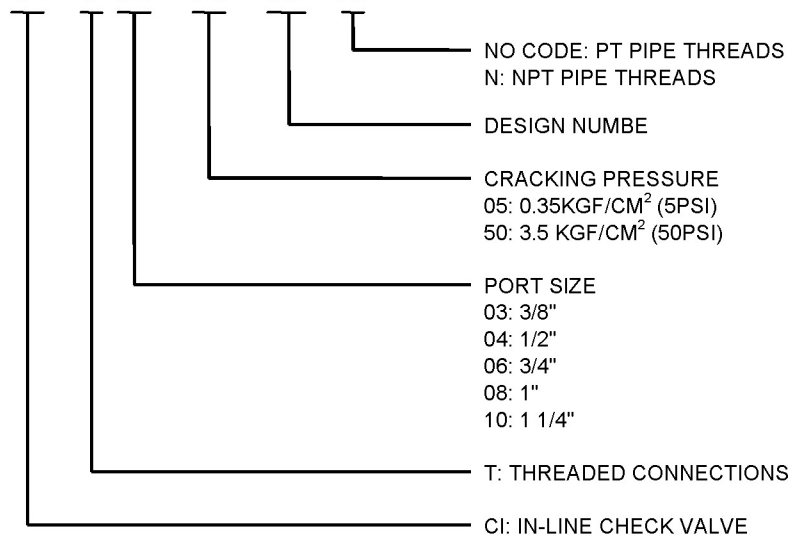 NO CODE: PT PIPE THREADS
N: NPT PIPE THREADS
DESIGN NUMBE
CRACKING PRESSURE
05: 0.35KGF/CM² (5PSI)
50: 3.5 KGF/CM² (50PSI)
PORT SIZE
03: 3/8"
04: 1/2"
06: 3/4"
08: 1"
10: 1 1/4"
T: THREADED CONNECTIONS
CI: IN-LINE CHECK VALVE